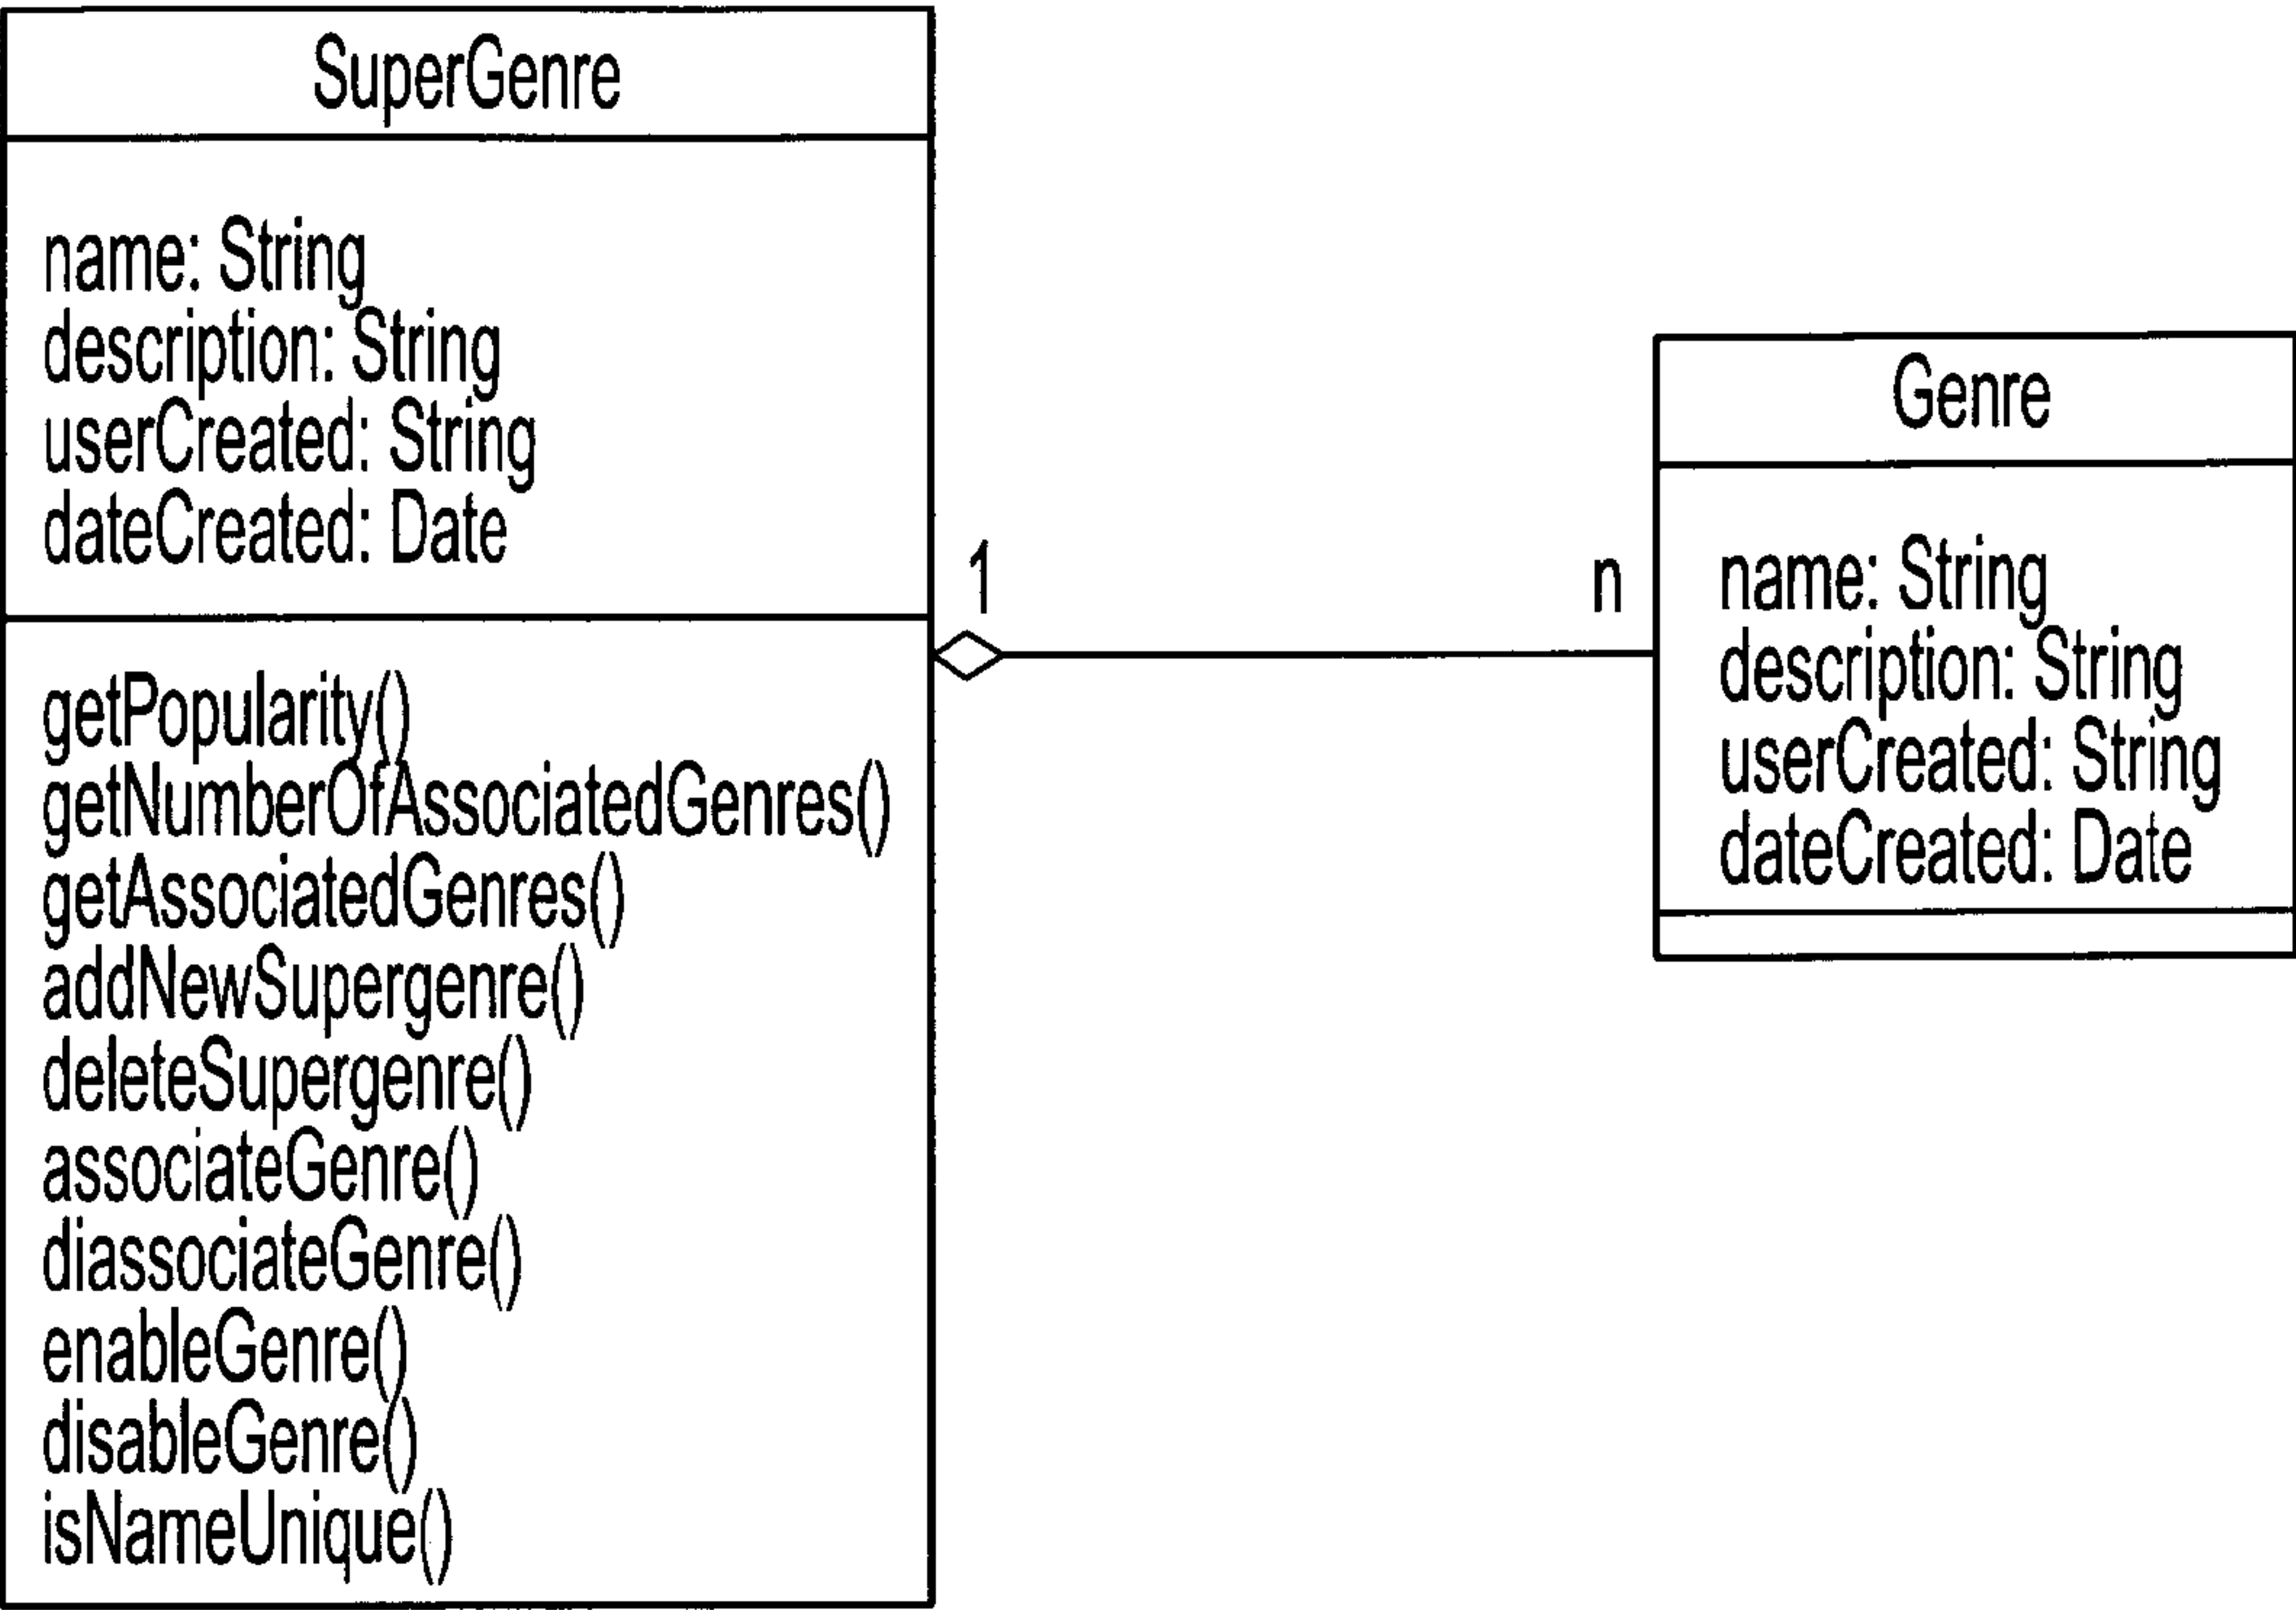 SuperGenre
name: String
description: String
userCreated: String
dateCreated: Date
getPopularity()
getNumberOfAssociatedGenres()
getAssociatedGenres()
addNewSupergenre()
deleteSupergenre()
associateGenre()
diassociateGenre()
enableGenre()
disableGenre()
isNameUnique()
1
n
Genre
name: String
description: String
userCreated: String
dateCreated: Date